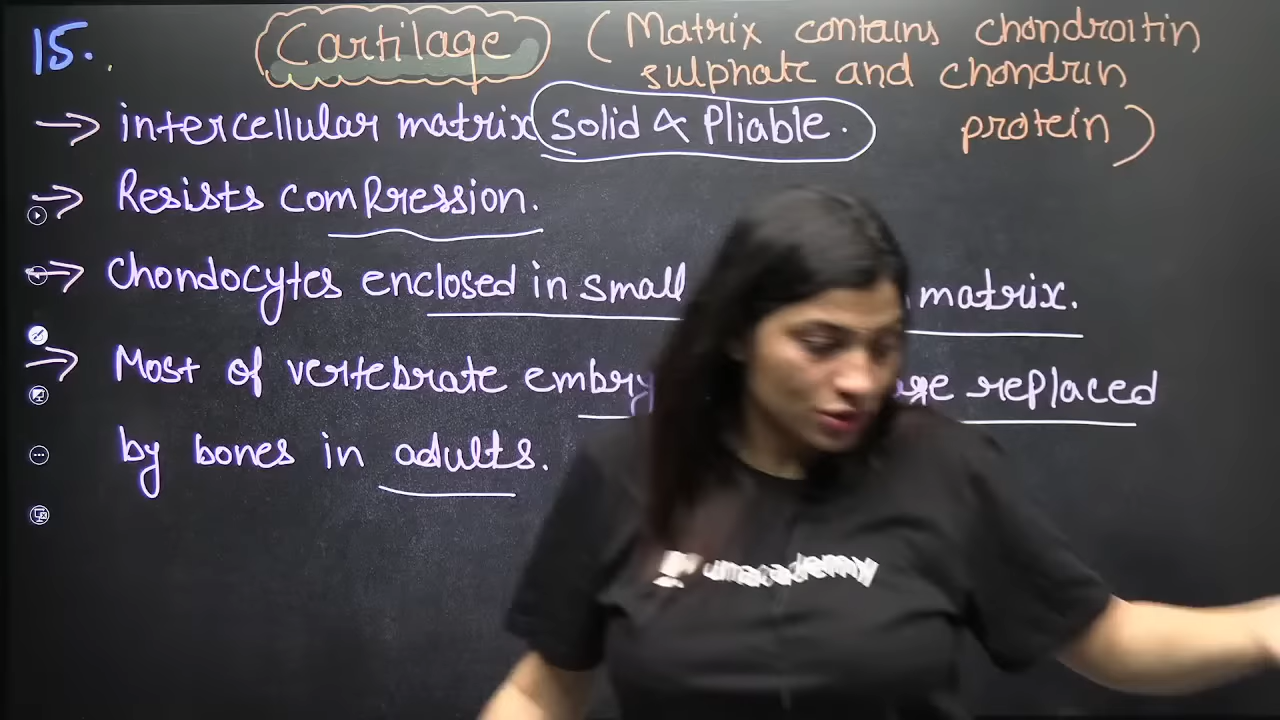 15. Cartilage (Matrix contains chondroitin
sulphate and chondrin
protein)
→ intercellular matrix Solid & Pliable.
→ Resists compression.
→ Chondocytes enclosed in small matrix.
→ Most of vertebrate replaced
by bones in adults.
unacademy